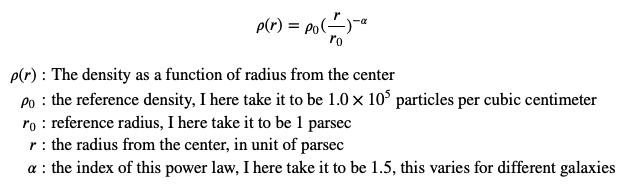 ρ(r) = ρ₀(r/r₀)^−α
ρ(r) : The density as a function of radius from the center
ρ₀ : the reference density, I here take it to be 1.0 × 10⁵ particles per cubic centimeter
r₀ : reference radius, I here take it to be 1 parsec
r : the radius from the center, in unit of parsec
α : the index of this power law, I here take it to be 1.5, this varies for different galaxies